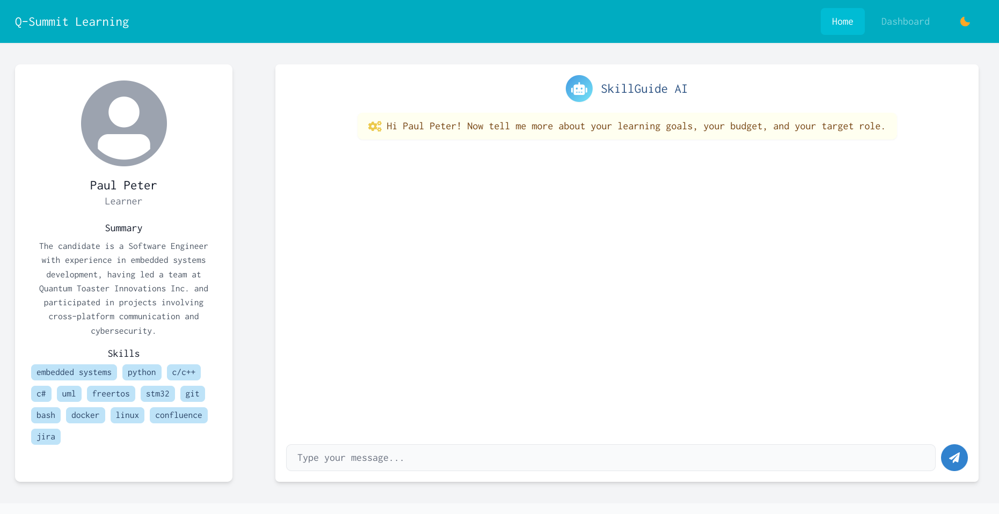 Q-Summit Learning
Home
Dashboard
Paul Peter
Learner
Summary
The candidate is a Software Engineer
with experience in embedded systems
development, having led a team at
Quantum Toaster Innovations Inc. and
participated in projects involving
cross-platform communication and
cybersecurity.
Skills
embedded systems python c/c++
c# uml freertos stm32 git
bash docker linux confluence
jira
SkillGuide AI
Hi Paul Peter! Now tell me more about your learning goals, your budget, and your target role.
Type your message...